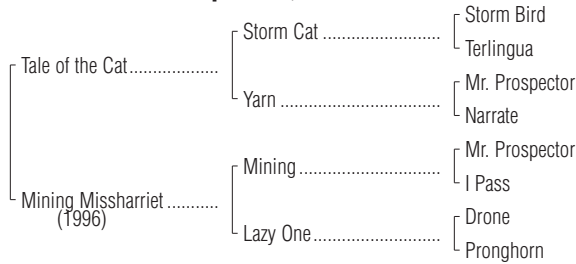 Storm Bird
Storm Cat ........................
Terlingua
Tale of the Cat..................
Mr. Prospector
Yarn .................................
Narrate
Mr. Prospector
Mining .............................
I Pass
Mining Missharriet ..........
(1996)
Drone
Lazy One..........................
Pronghorn